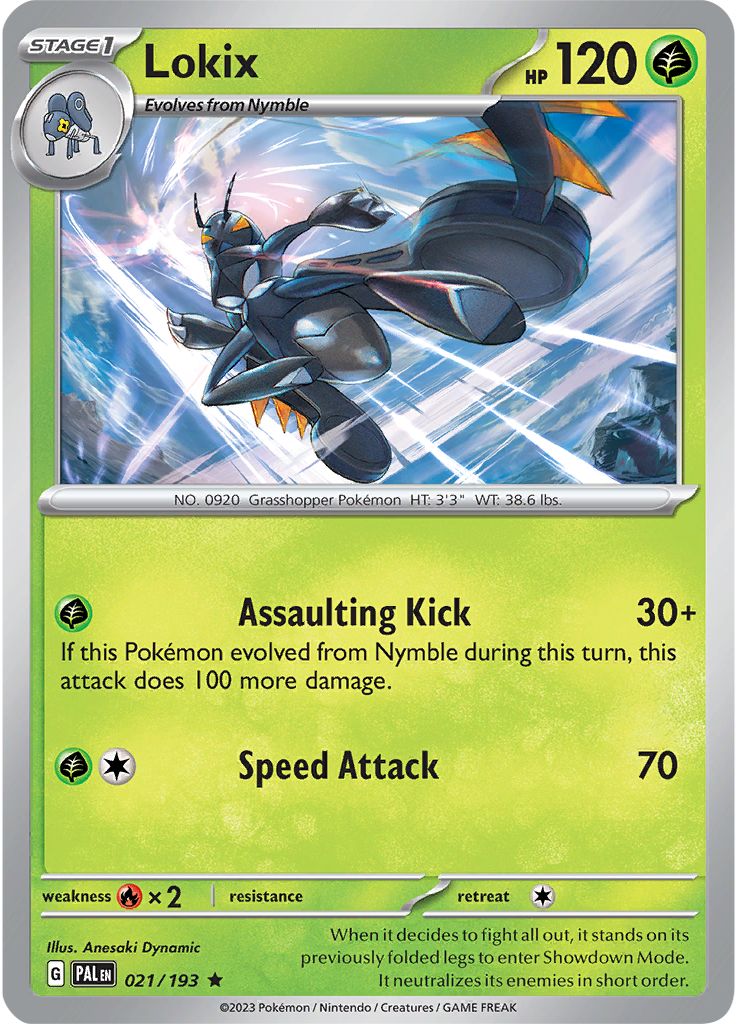 STAGE1
Lokix
HP 120
Evolves from Nymble
NO. 0920 Grasshopper Pokémon HT: 3'3" WT: 38.6 lbs.
Assaulting Kick 30+
If this Pokémon evolved from Nymble during this turn, this
attack does 100 more damage.
Speed Attack 70
weakness ×2 resistance retreat
Illus. Anesaki Dynamic
G PAL EN 021/193 ★
When it decides to fight all out, it stands on its
previously folded legs to enter Showdown Mode.
It neutralizes its enemies in short order.
©2023 Pokémon / Nintendo / Creatures / GAME FREAK